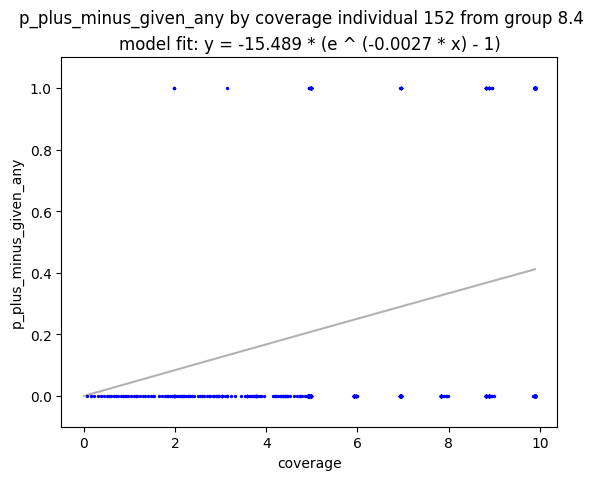 p_plus_minus_given_any by coverage individual 152 from group 8.4
model fit: y = -15.489 * (e ^ (-0.0027 * x) - 1)
1.0
0.8
0.6
0.4
0.2
0.0
p_plus_minus_given_any
0 2 4 6 8 10
coverage